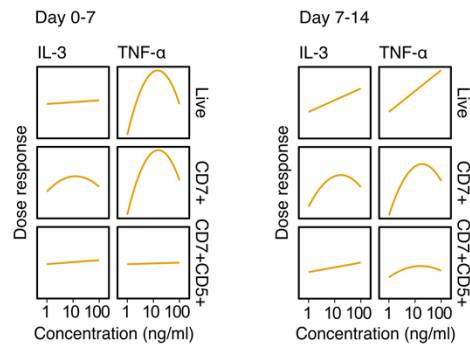 Day 0-7
Day 7-14
IL-3 TNF-α
IL-3 TNF-α
Dose response
Live
CD7+
CD7+CD5+
Dose response
Live
CD7+
CD7+CD5+
1 10 100 1 10 100
Concentration (ng/ml)
1 10 100 1 10 100
Concentration (ng/ml)